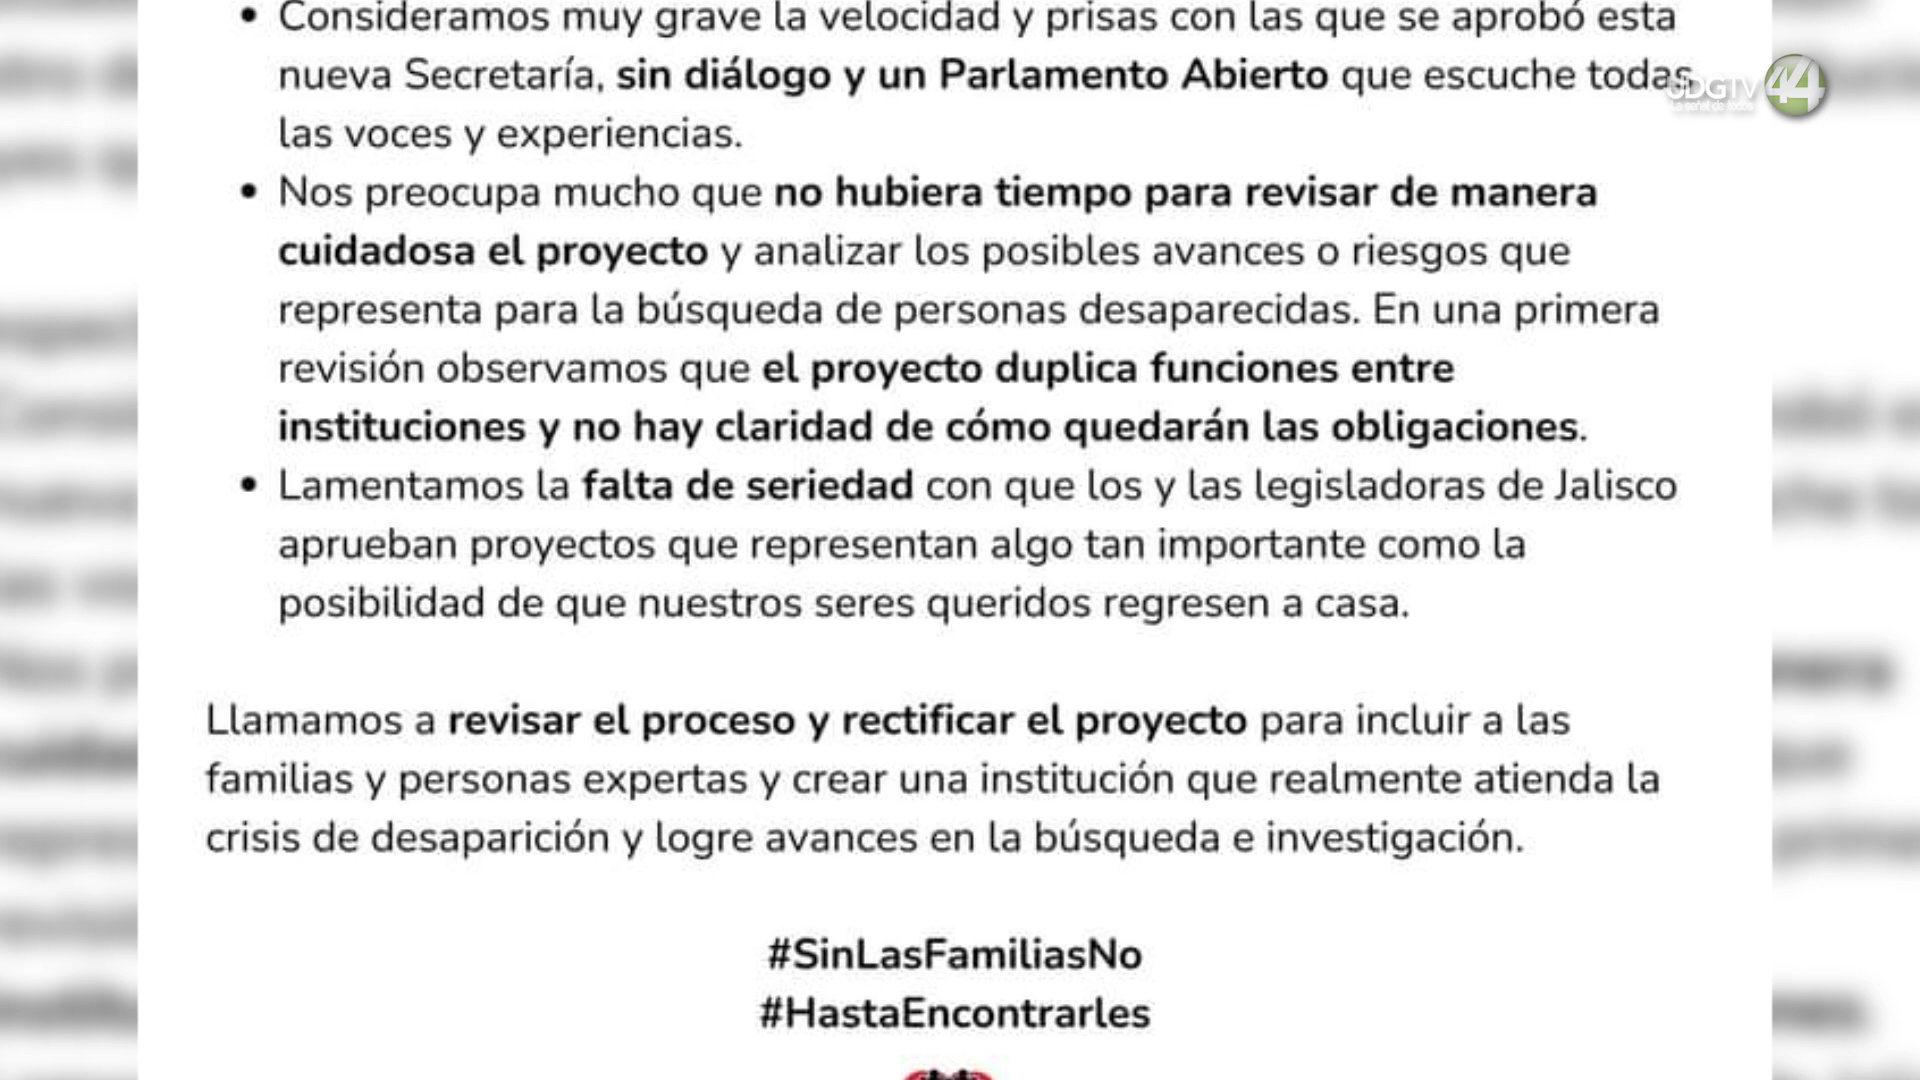 • Consideramos muy grave la velocidad y prisas con las que se aprobó esta
nueva Secretaría, sin diálogo y un Parlamento Abierto que escuche todas
las voces y experiencias.
• Nos preocupa mucho que no hubiera tiempo para revisar de manera
cuidadosa el proyecto y analizar los posibles avances o riesgos que
representa para la búsqueda de personas desaparecidas. En una primera
revisión observamos que el proyecto duplica funciones entre
instituciones y no hay claridad de cómo quedarán las obligaciones.
• Lamentamos la falta de seriedad con que los y las legisladoras de Jalisco
aprueban proyectos que representan algo tan importante como la
posibilidad de que nuestros seres queridos regresen a casa.
Llamamos a revisar el proceso y rectificar el proyecto para incluir a las
familias y personas expertas y crear una institución que realmente atienda la
crisis de desaparición y logre avances en la búsqueda e investigación.
#SinLasFamiliasNo
#HastaEncontrarles
UDGTV 44
La señal de todos